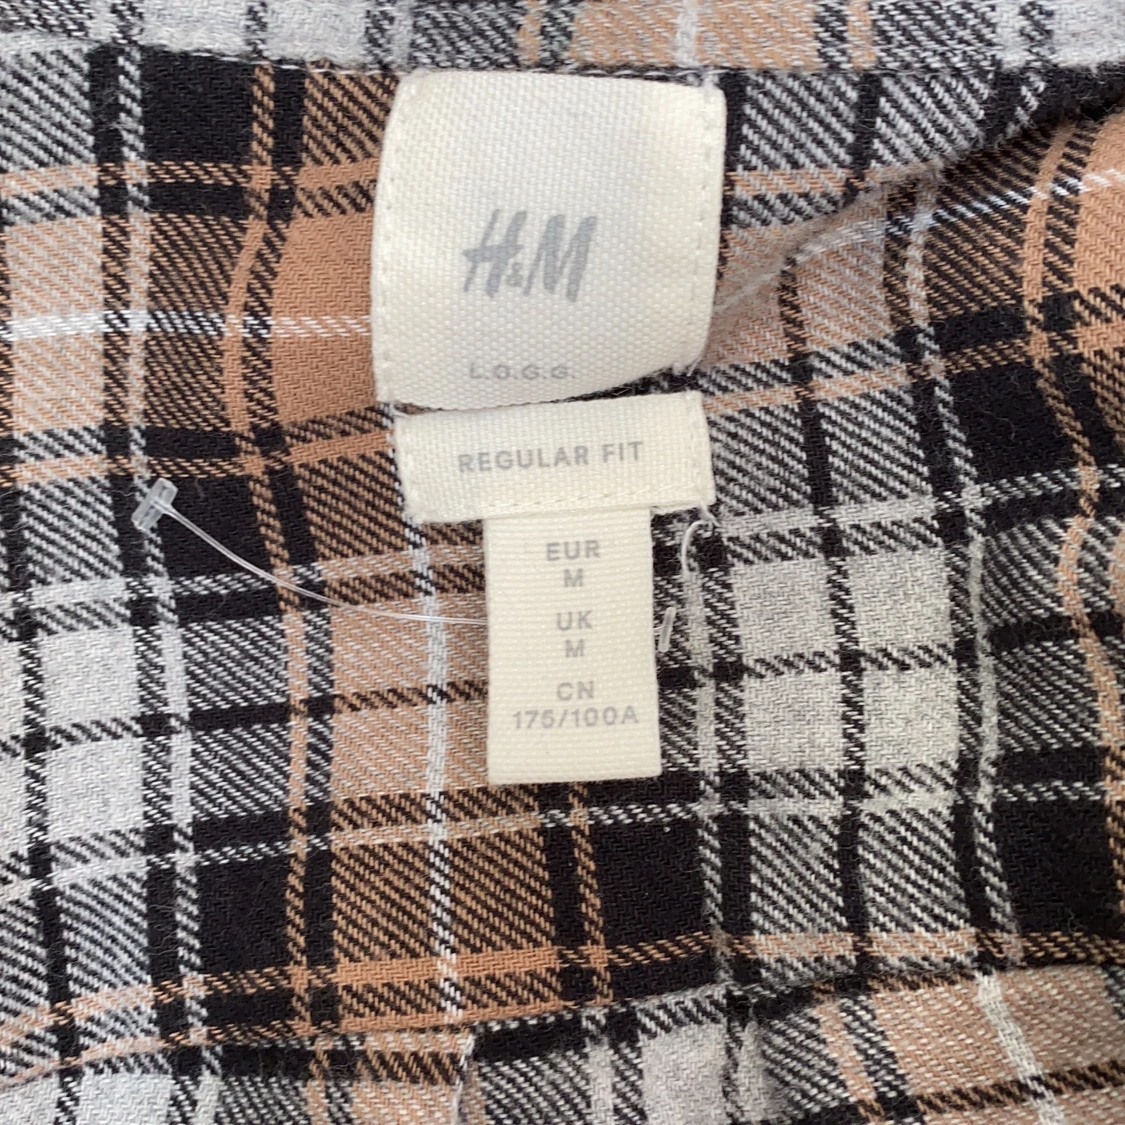 H&M
L.O.G.G.
REGULAR FIT
EUR
M
UK
M
CN
175/100A